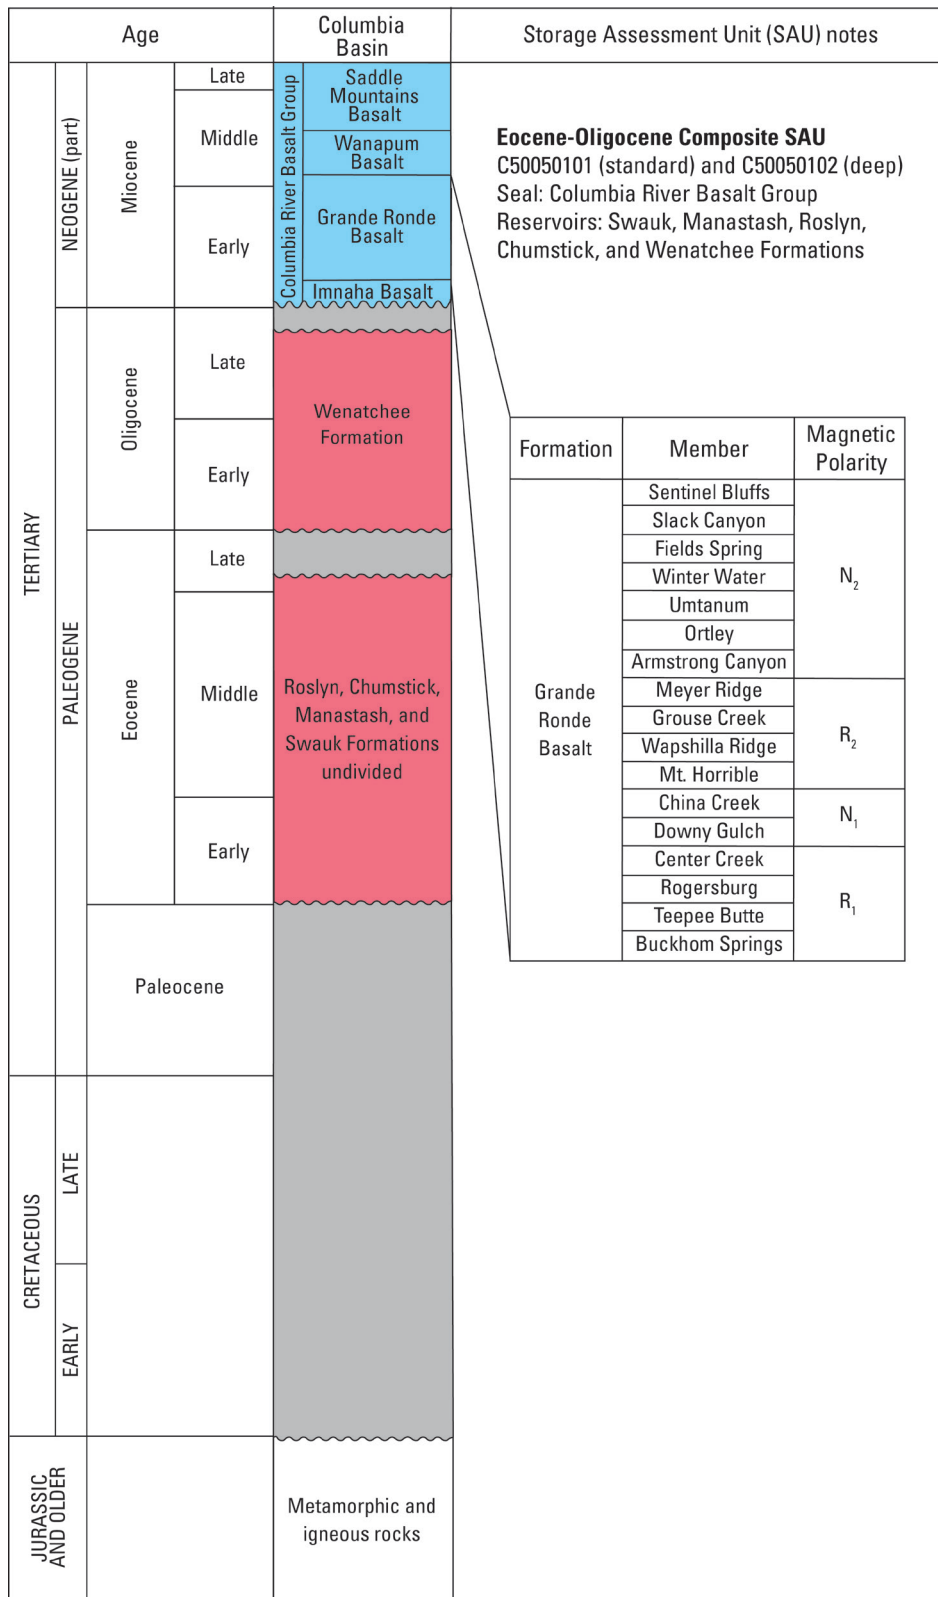 Age
Columbia
Basin
Storage Assessment Unit (SAU) notes
TERTIARY
NEOGENE (part)
Miocene
Late
Middle
Early
Columbia River Basalt Group
Saddle
Mountains
Basalt
Wanapum
Basalt
Grande Ronde
Basalt
Imnaha Basalt
Eocene-Oligocene Composite SAU
C50050101 (standard) and C50050102 (deep)
Seal: Columbia River Basalt Group
Reservoirs: Swauk, Manastash, Roslyn,
Chumstick, and Wenatchee Formations
PALEOGENE
Oligocene
Late
Early
Wenatchee
Formation
Eocene
Late
Middle
Early
Roslyn, Chumstick,
Manastash, and
Swauk Formations
undivided
Paleocene
Formation
Member
Magnetic
Polarity
Grande
Ronde
Basalt
Sentinel Bluffs
Slack Canyon
Fields Spring
Winter Water
Umtanum
Ortley
Armstrong Canyon
N2
Meyer Ridge
Grouse Creek
Wapshilla Ridge
Mt. Horrible
R2
China Creek
Downy Gulch
N1
Center Creek
Rogersburg
Teepee Butte
Buckhom Springs
R1
CRETACEOUS
LATE
EARLY
JURASSIC
AND OLDER
Metamorphic and
igneous rocks